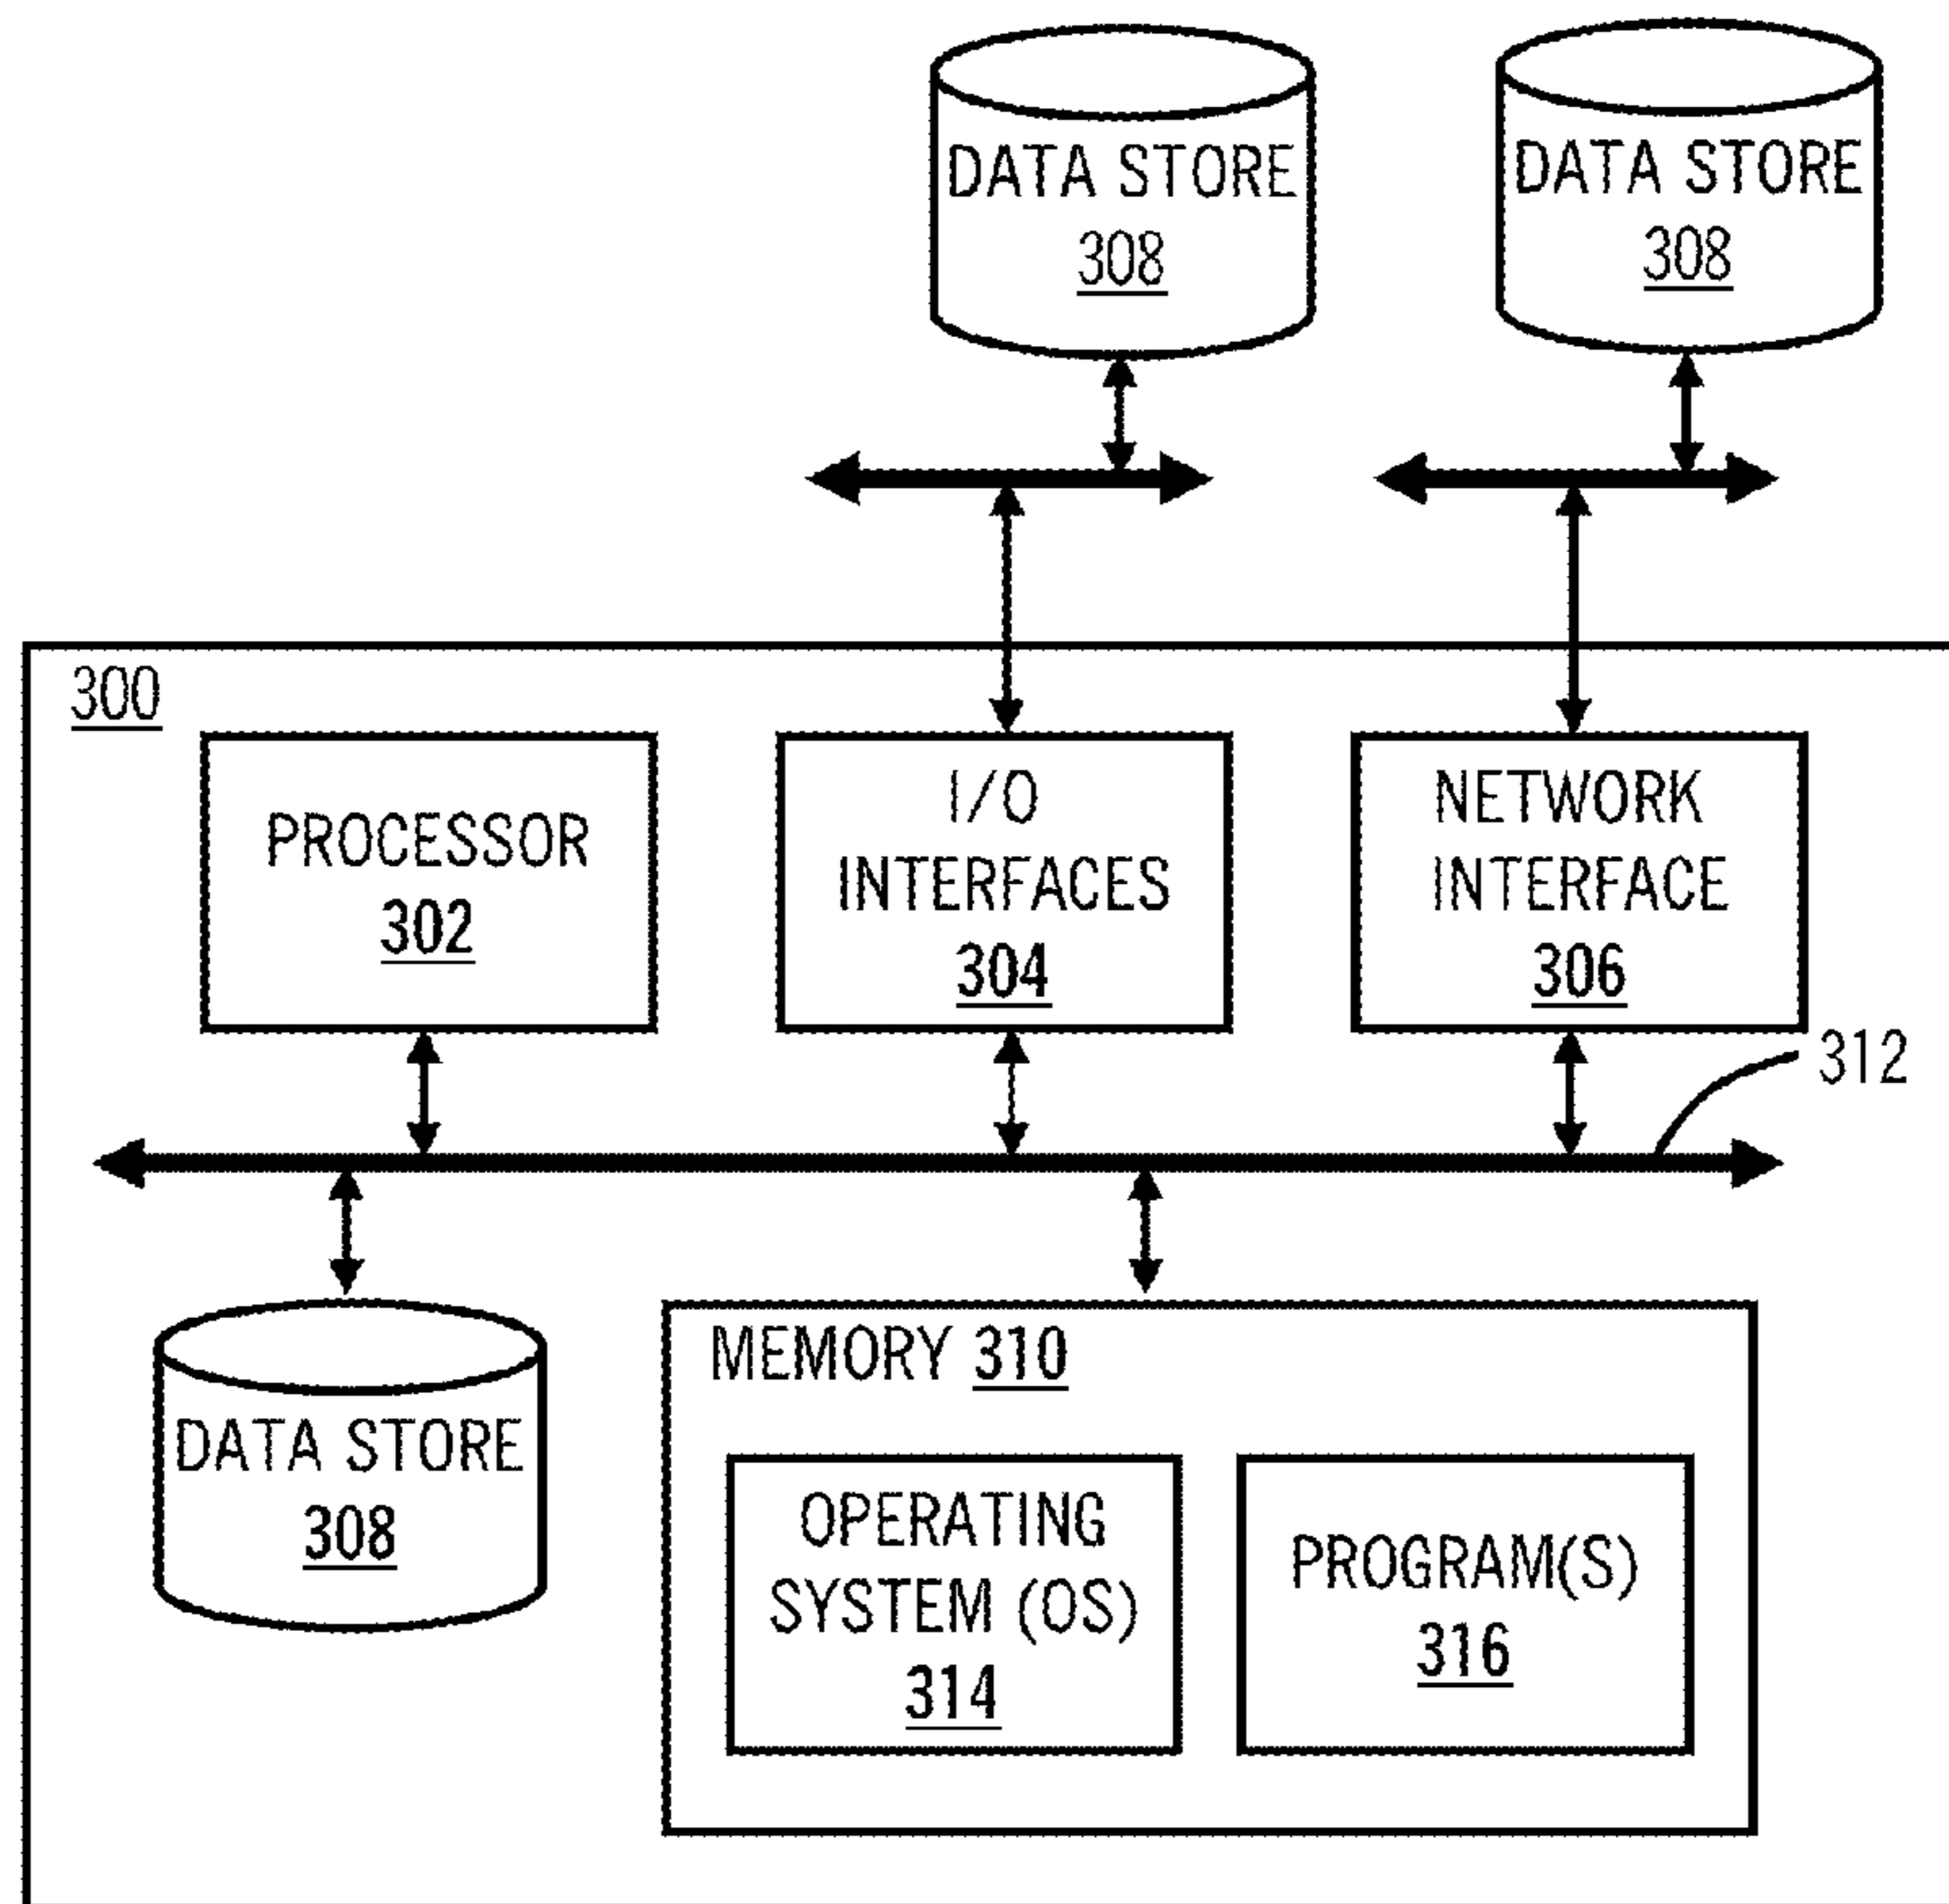 DATA STORE
308
DATA STORE
308
300
PROCESSOR
302
I/O
INTERFACES
304
NETWORK
INTERFACE
306
312
DATA STORE
308
MEMORY 310
OPERATING
SYSTEM (OS)
314
PROGRAM(S)
316